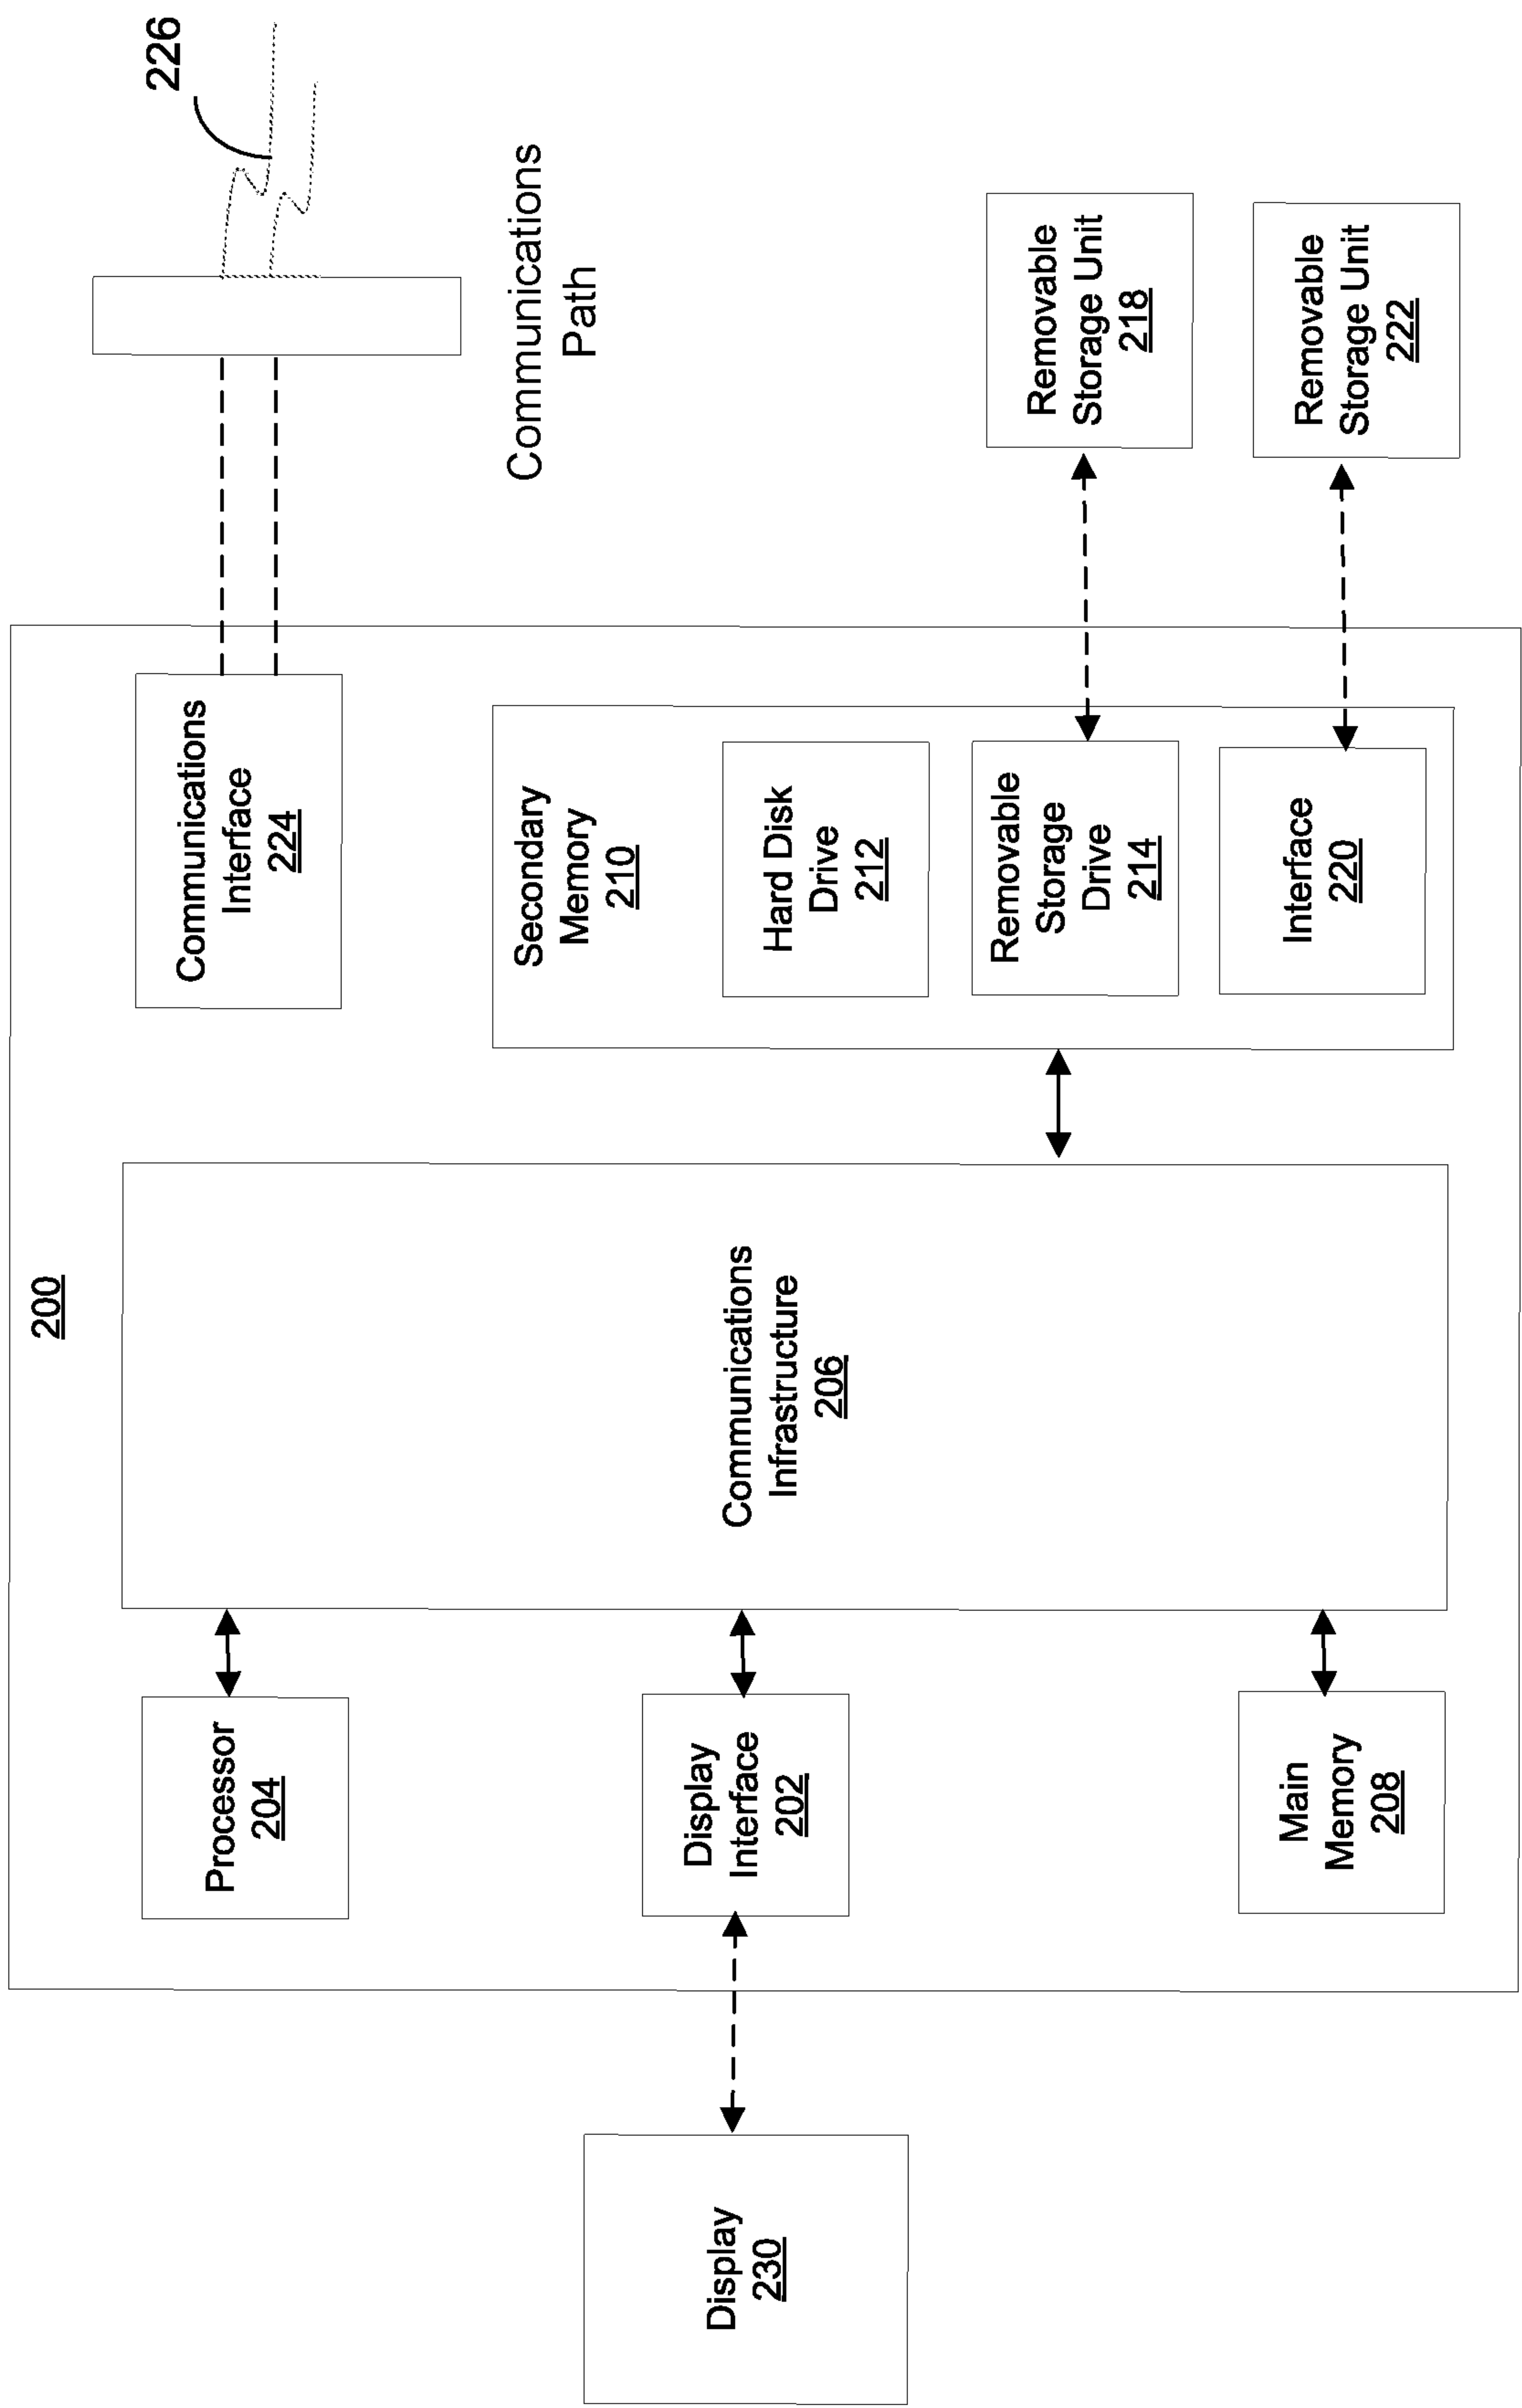 200
Processor
204
Communications
Interface
224
226
Communications
Path
Display
230
Display
Interface
202
Communications
Infrastructure
206
Secondary
Memory
210
Hard Disk
Drive
212
Removable
Storage
Drive
214
Removable
Storage Unit
218
Main
Memory
208
Interface
220
Removable
Storage Unit
222